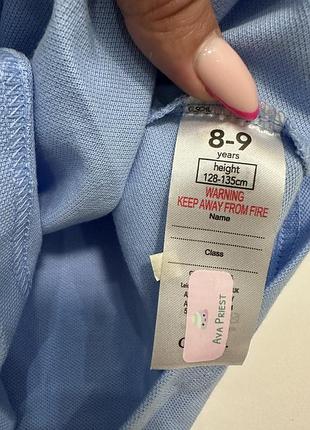 8-9
years
height
128-135cm
WARNING
KEEP AWAY FROM FIRE
Name
Class
AVA PRIEST